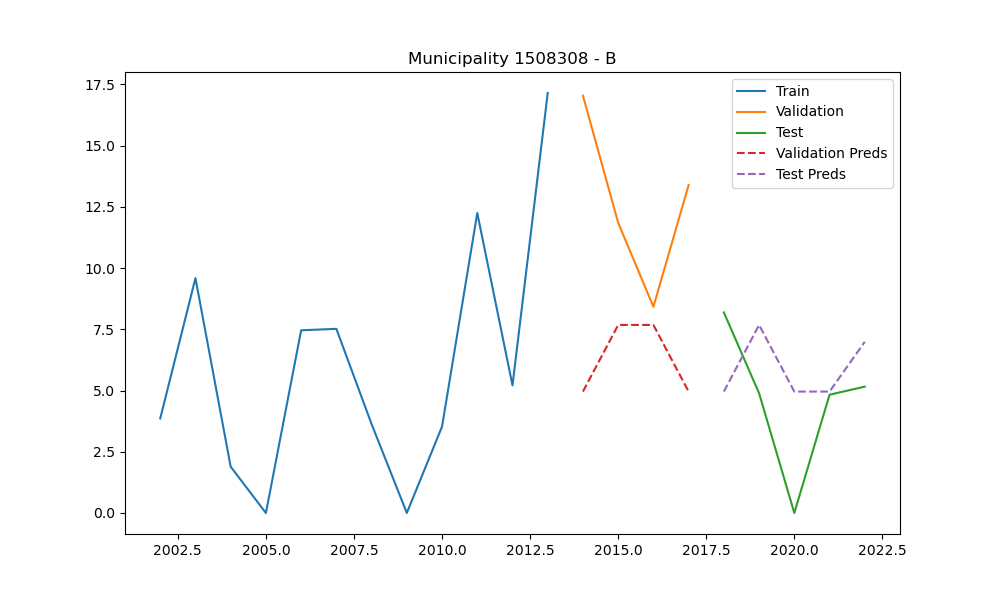 Municipality 1508308 - B
17.5
15.0
12.5
10.0
7.5
5.0
2.5
0.0
Train
Validation
Test
Validation Preds
Test Preds
2002.5 2005.0 2007.5 2010.0 2012.5 2015.0 2017.5 2020.0 2022.5